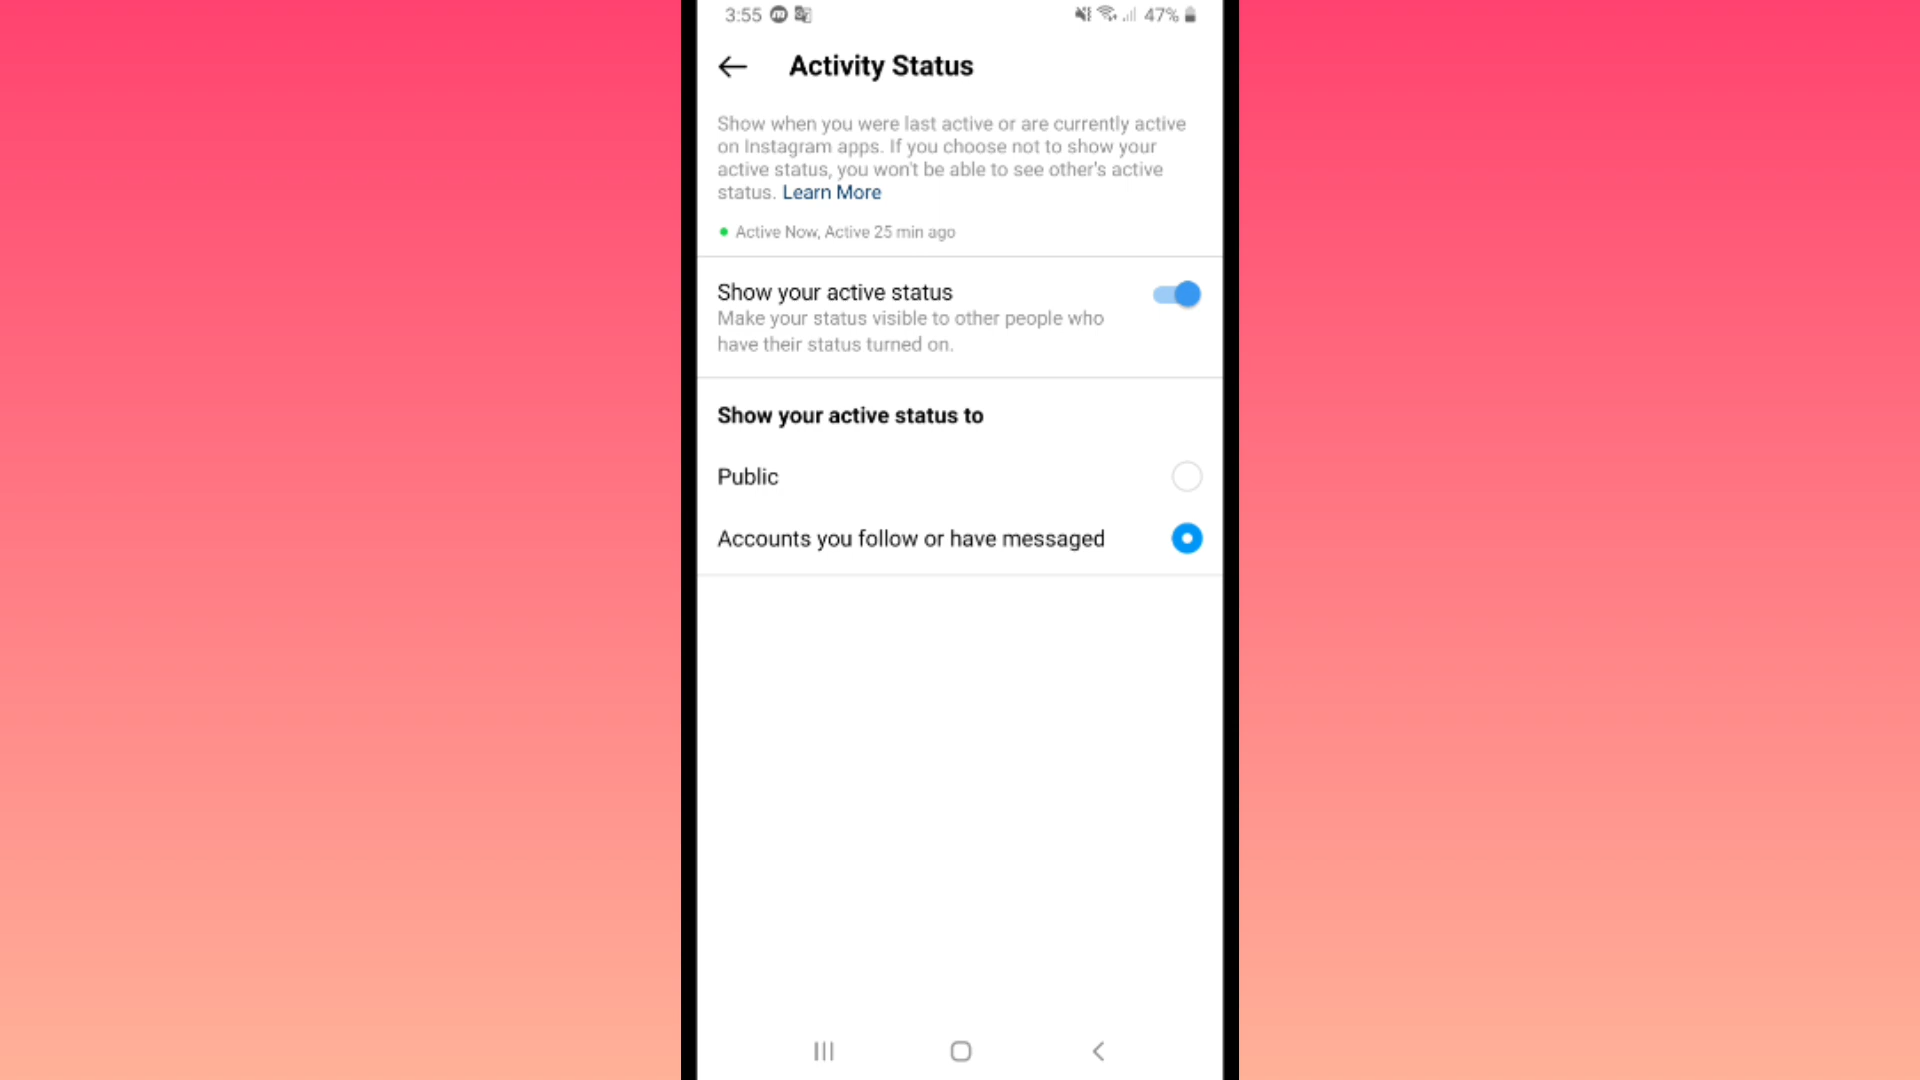 3:55 47%
Activity Status
Show when you were last active or are currently active
on Instagram apps. If you choose not to show your
active status, you won't be able to see other's active
status. Learn More
Active Now, Active 25 min ago
Show your active status
Make your status visible to other people who
have their status turned on.
Show your active status to
Public
Accounts you follow or have messaged